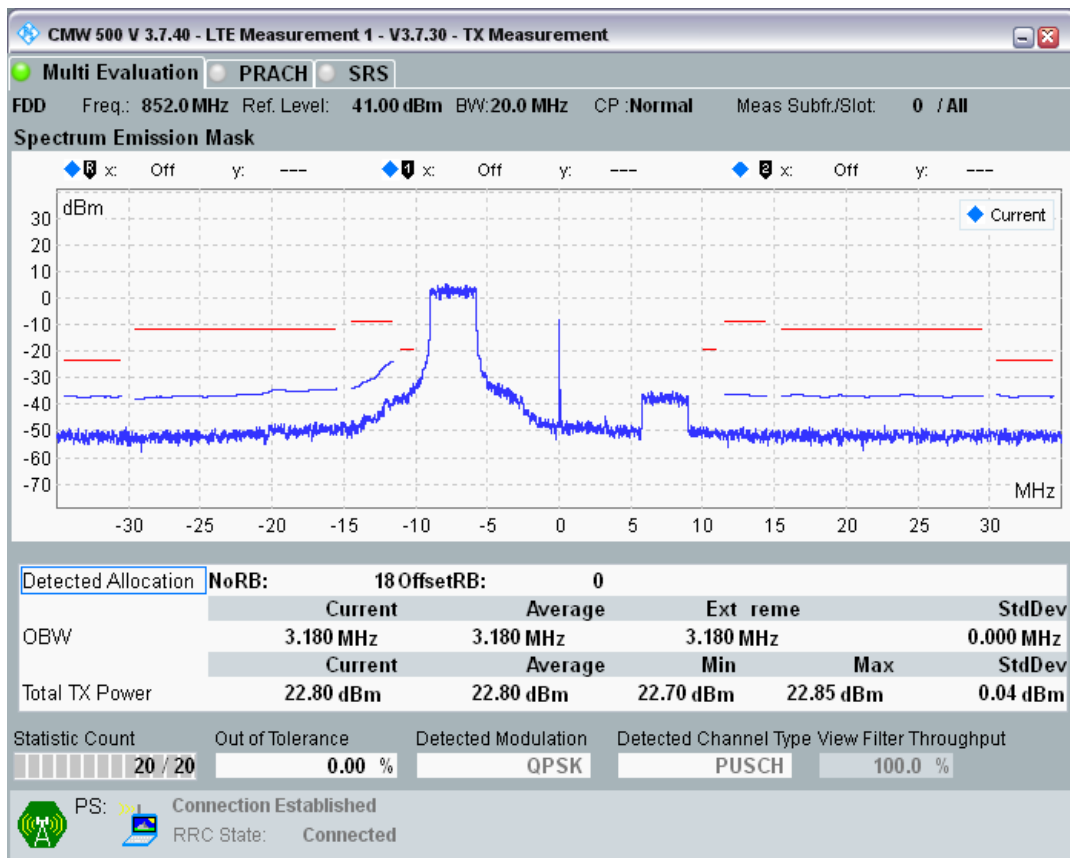 CMW 500 V 3.7.40 - LTE Measurement 1 - V3.7.30 - TX Measurement
Multi Evaluation PRACH SRS
FDD Freq.: 852.0 MHz Ref. Level: 41.00 dBm BW: 20.0 MHz CP : Normal Meas Subfr./Slot: 0 / All
Spectrum Emission Mask
R x: Off y: --- 1 x: Off y: --- 2 x: Off y: ---
dBm
Current
30
20
10
0
-10
-20
-30
-40
-50
-60
-70
MHz
-30 -25 -20 -15 -10 -5 0 5 10 15 20 25 30
Detected Allocation NoRB: 18 OffsetRB: 0
Current Average Ext reme StdDev
OBW 3.180 MHz 3.180 MHz 3.180 MHz 0.000 MHz
Current Average Min Max StdDev
Total TX Power 22.80 dBm 22.80 dBm 22.70 dBm 22.85 dBm 0.04 dBm
Statistic Count Out of Tolerance Detected Modulation Detected Channel Type View Filter Throughput
20 / 20 0.00 % QPSK PUSCH 100.0 %
PS: Connection Established
RRC State: Connected